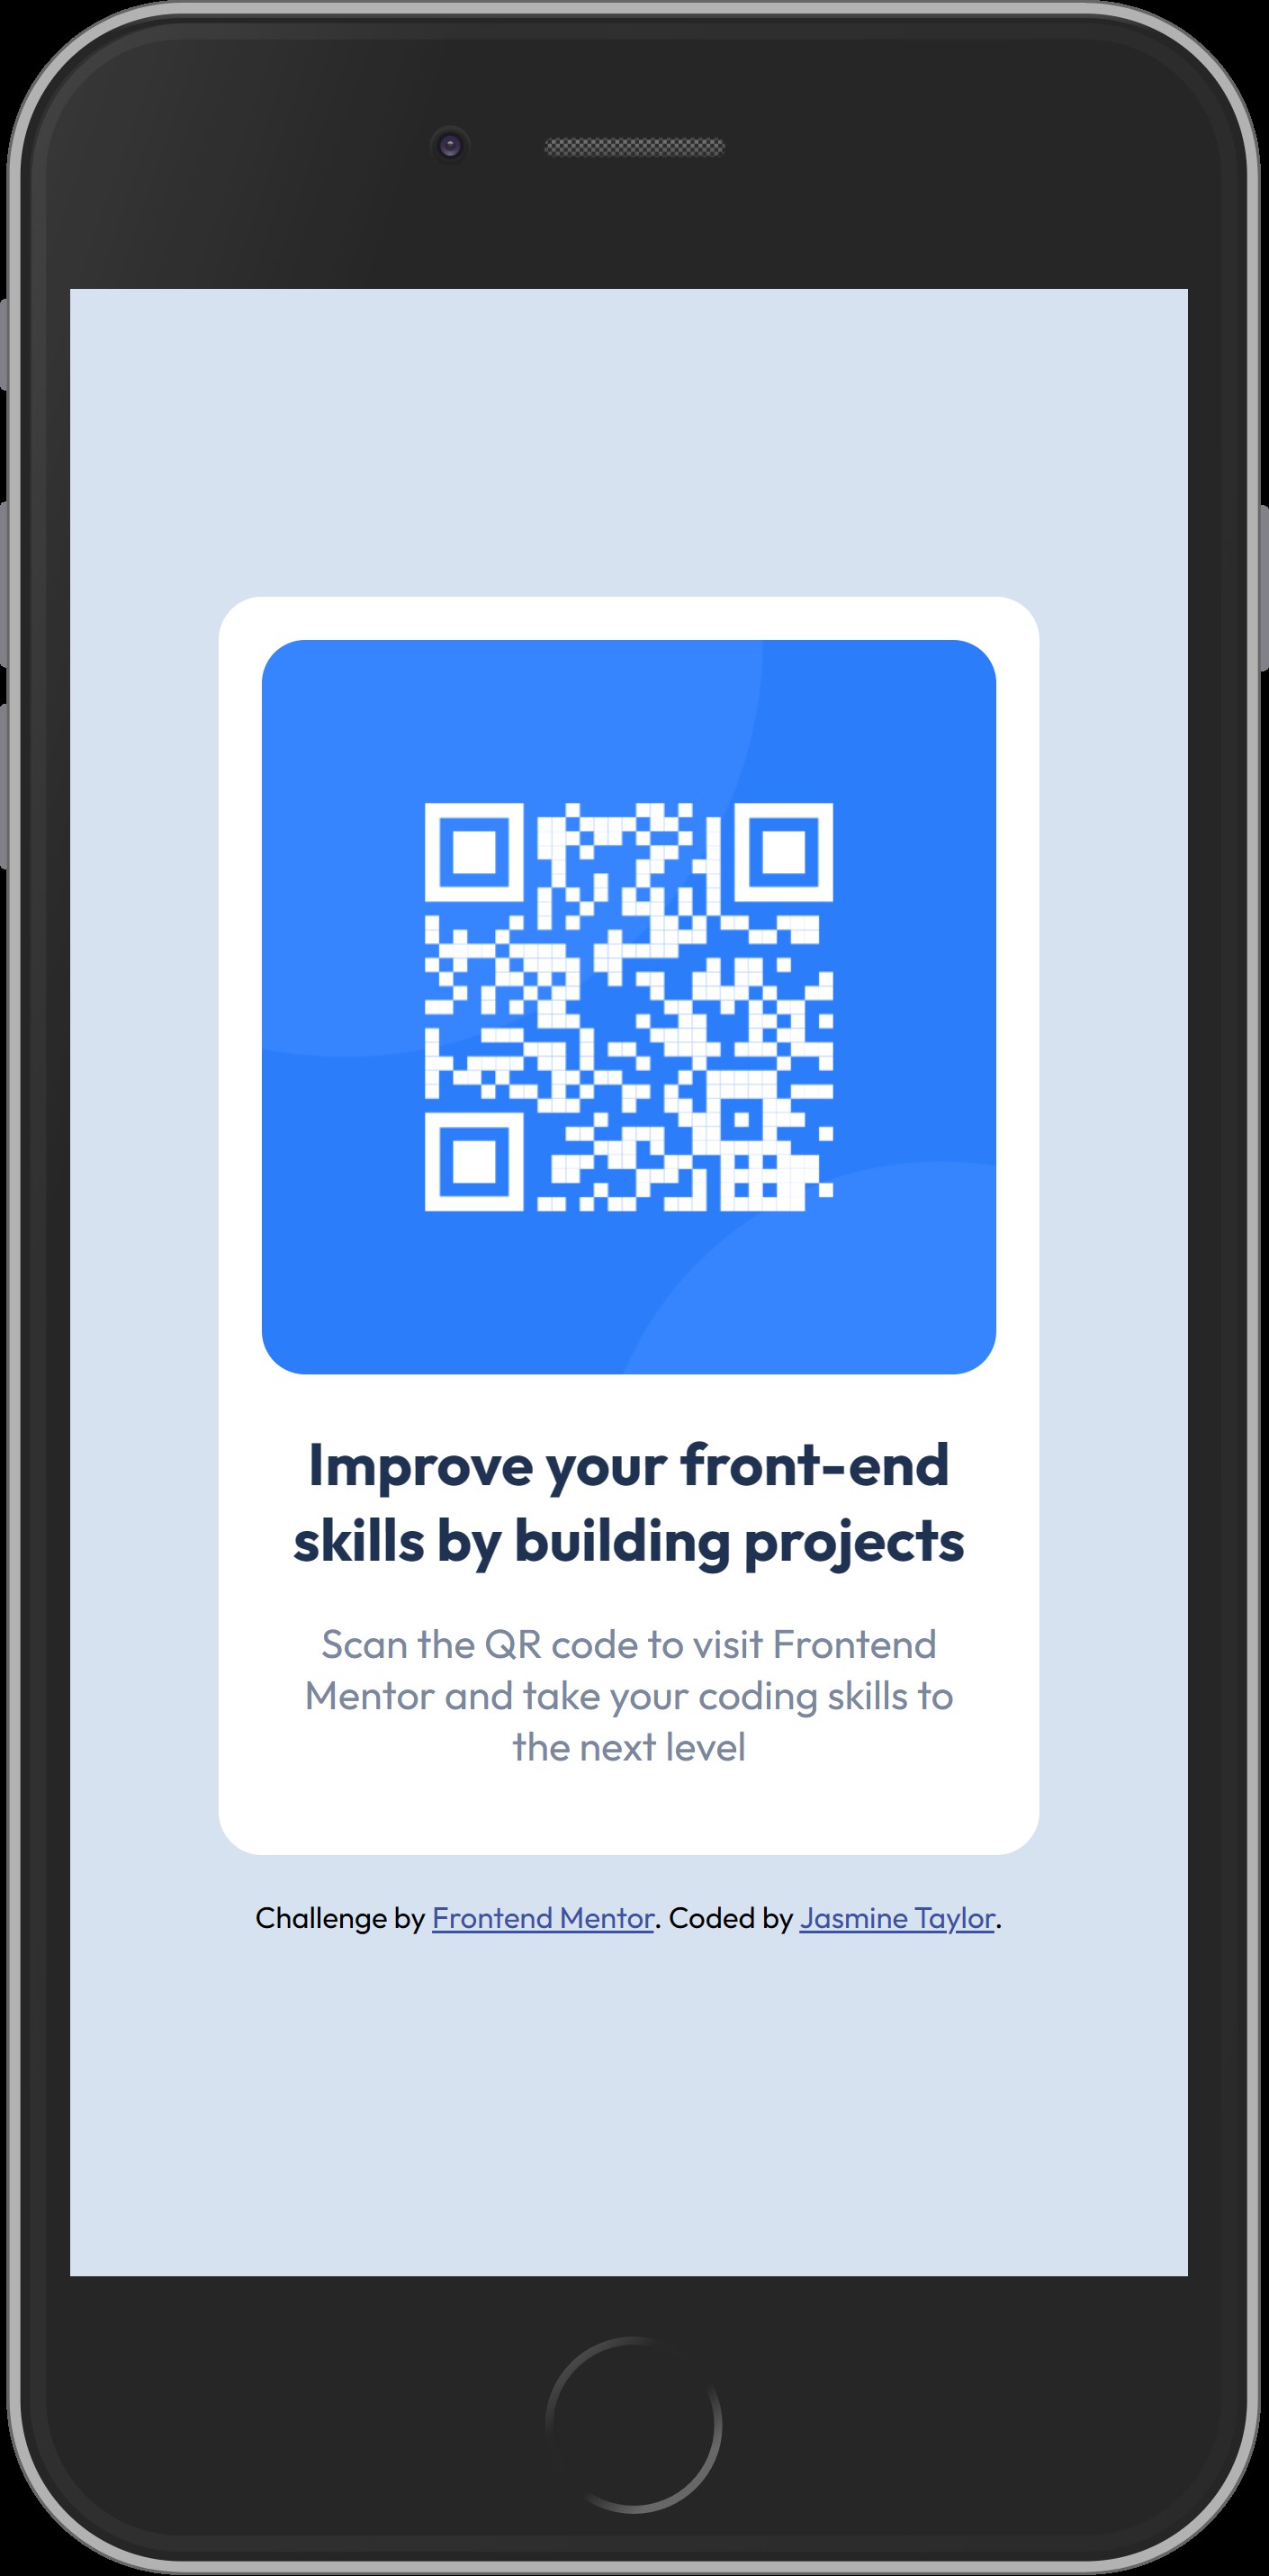 Improve your front-end
skills by building projects
Scan the QR code to visit Frontend
Mentor and take your coding skills to
the next level
Challenge by Frontend Mentor. Coded by Jasmine Taylor.